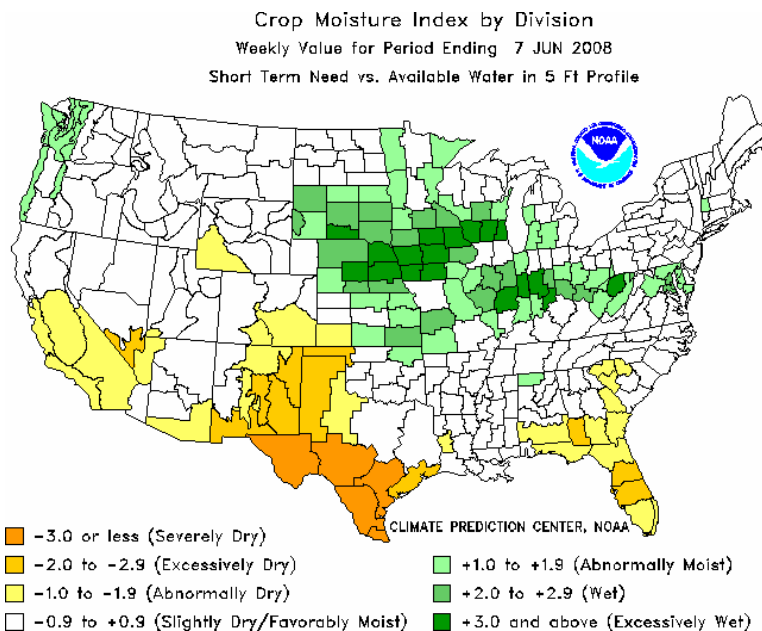 Crop Moisture Index by Division
Weekly Value for Period Ending 7 JUN 2008
Short Term Need vs. Available Water in 5 Ft Profile
NOAA
CLIMATE PREDICTION CENTER, NOAA
-3.0 or less (Severely Dry)
-2.0 to -2.9 (Excessively Dry)
-1.0 to -1.9 (Abnormally Dry)
-0.9 to +0.9 (Slightly Dry/Favorably Moist)
+1.0 to +1.9 (Abnormally Moist)
+2.0 to +2.9 (Wet)
+3.0 and above (Excessively Wet)